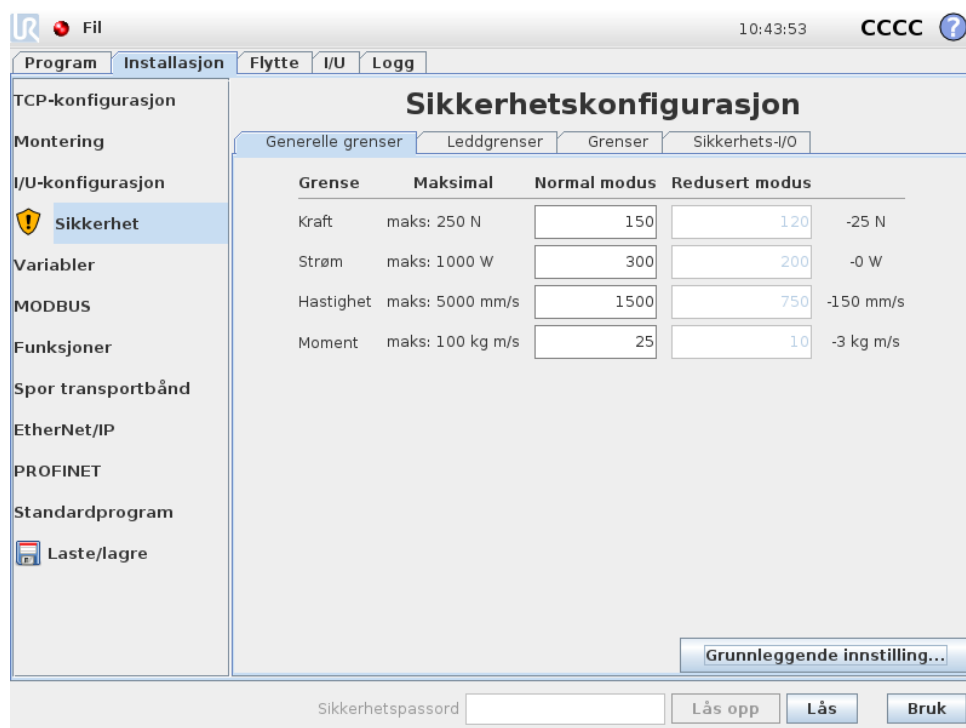 UR Fil 10:43:53 CCCC ?
Program Installasjon Flytte I/U Logg
TCP-konfigurasjon
Montering
I/U-konfigurasjon
Sikkerhet
Variabler
MODBUS
Funksjoner
Spor transportbånd
EtherNet/IP
PROFINET
Standardprogram
Laste/lagre
Sikkerhetskonfigurasjon
Generelle grenser Leddgrenser Grenser Sikkerhets-I/O
Grense Maksimal Normal modus Redusert modus
Kraft maks: 250 N 150 120 -25 N
Strøm maks: 1000 W 300 200 -0 W
Hastighet maks: 5000 mm/s 1500 750 -150 mm/s
Moment maks: 100 kg m/s 25 10 -3 kg m/s
Grunnleggende innstilling...
Sikkerhetspassord Lås opp Lås Bruk